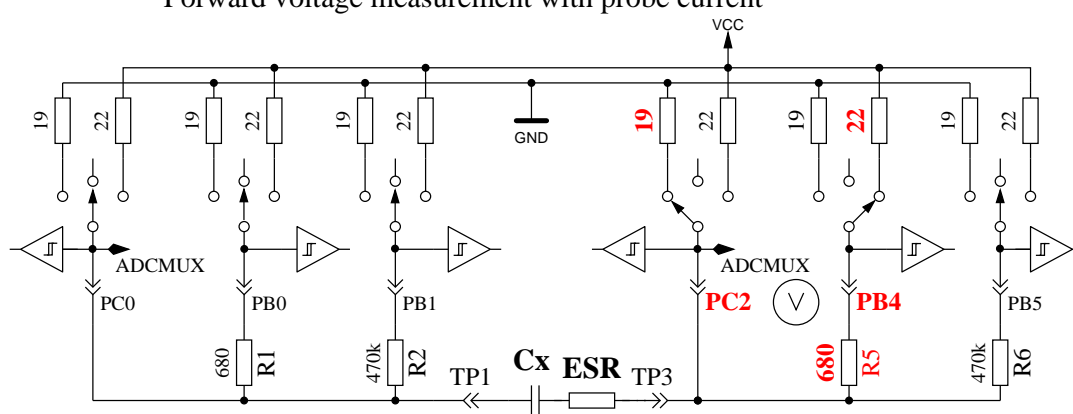 Forward voltage measurement with probe current
VCC
19 22 19 22 19 22 GND 19 22 19 22 19 22
ADCMUX ADCMUX
PC0 PB0 PB1 PC2 V PB4 PB5
680 R1 470k R2 680 R5 470k R6
TP1 Cx ESR TP3